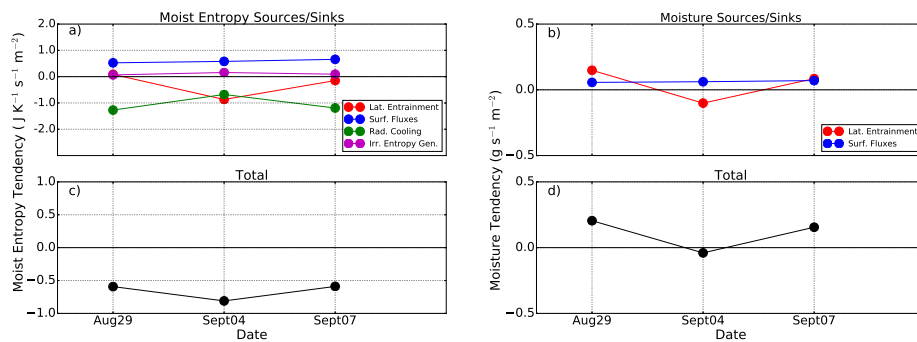 Moist Entropy Sources/Sinks
a)
2.0
1.0
0.0
−1.0
−2.0
Lat. Entrainment
Surf. Fluxes
Rad. Cooling
Irr. Entropy Gen.
Moist Entropy Tendency ( J K⁻¹ s⁻¹ m⁻²)
Total
c)
1.0
0.5
0.0
−0.5
−1.0
Aug29 Sept04 Sept07
Date
Moisture Sources/Sinks
b)
0.5
0.0
−0.5
Lat. Entrainment
Surf. Fluxes
Moisture Tendency (g s⁻¹ m⁻²)
Total
d)
0.5
0.0
−0.5
Aug29 Sept04 Sept07
Date